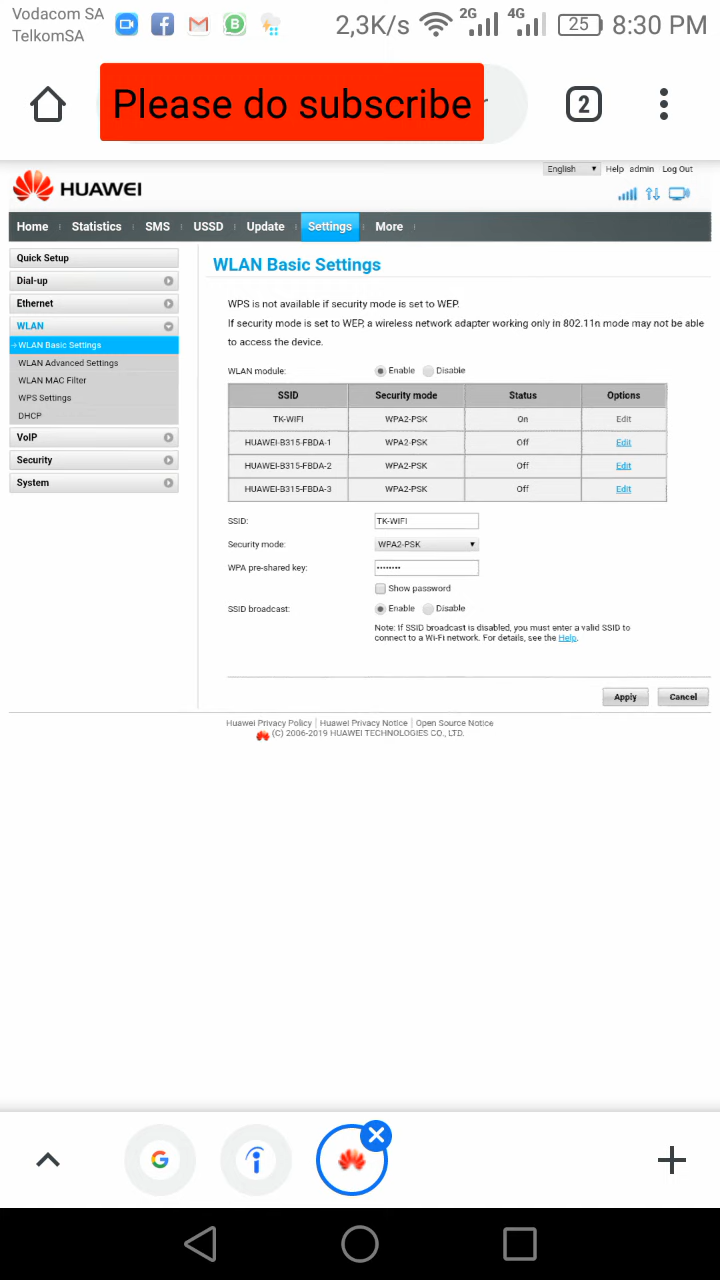 Vodacom SA
TelkomSA
2,3K/s 2G 4G 25 8:30 PM
Please do subscribe
2
English Help admin Log Out
HUAWEI
Home Statistics SMS USSD Update Settings More
Quick Setup
Dial-up
Ethernet
WLAN
WLAN Basic Settings
WLAN Advanced Settings
WLAN MAC Filter
WPS Settings
DHCP
VoIP
Security
System
WLAN Basic Settings
WPS is not available if security mode is set to WEP.
If security mode is set to WEP, a wireless network adapter working only in 802.11n mode may not be able
to access the device.
WLAN module: Enable Disable
SSID Security mode Status Options
TK-WIFI WPA2-PSK On Edit
HUAWEI-B315-FBDA-1 WPA2-PSK Off Edit
HUAWEI-B315-FBDA-2 WPA2-PSK Off Edit
HUAWEI-B315-FBDA-3 WPA2-PSK Off Edit
SSID: TK-WIFI
Security mode: WPA2-PSK
WPA pre-shared key: ••••••••
Show password
SSID broadcast: Enable Disable
Note: If SSID broadcast is disabled, you must enter a valid SSID to
connect to a Wi-Fi network. For details, see the Help.
Apply Cancel
Huawei Privacy Policy | Huawei Privacy Notice | Open Source Notice
(C) 2006-2019 HUAWEI TECHNOLOGIES CO., LTD.